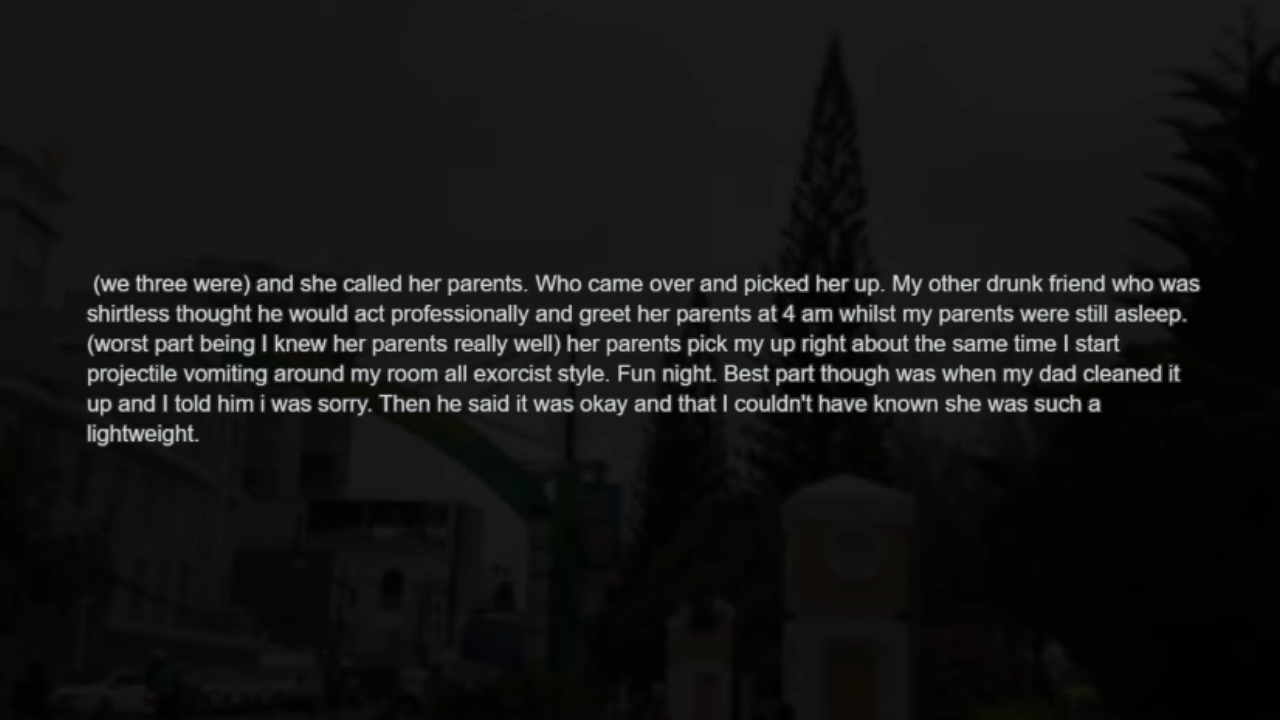 (we three were) and she called her parents. Who came over and picked her up. My other drunk friend who was
shirtless thought he would act professionally and greet her parents at 4 am whilst my parents were still asleep.
(worst part being I knew her parents really well) her parents pick my up right about the same time I start
projectile vomiting around my room all exorcist style. Fun night. Best part though was when my dad cleaned it
up and I told him i was sorry. Then he said it was okay and that I couldn't have known she was such a
lightweight.